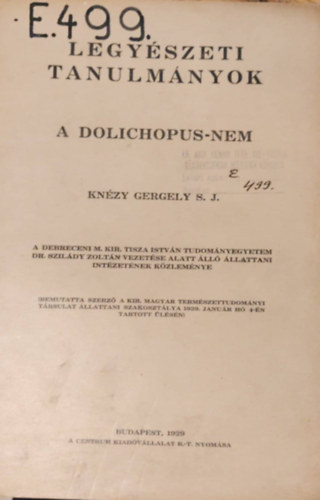 E.499.
LEGYÉSZETI
TANULMÁNYOK
A DOLICHOPUS-NEM
E
499.
KNÉZY GERGELY S. J.
A DEBRECENI M. KIR. TISZA ISTVÁN TUDOMÁNYEGYETEM
DR. SZILÁDY ZOLTÁN VEZETÉSE ALATT ÁLLÓ ÁLLATTANI
INTÉZETÉNEK KÖZLEMÉNYE
(BEMUTATTA SZERZŐ A KIR. MAGYAR TERMÉSZETTUDOMÁNYI
TÁRSULAT ÁLLATTANI SZAKOSZTÁLYA 1929. JANUÁR HÓ 4-ÉN
TARTOTT ÜLÉSÉN)
BUDAPEST, 1929
A CENTRUM KIADÓVÁLLALAT R.-T. NYOMÁSA